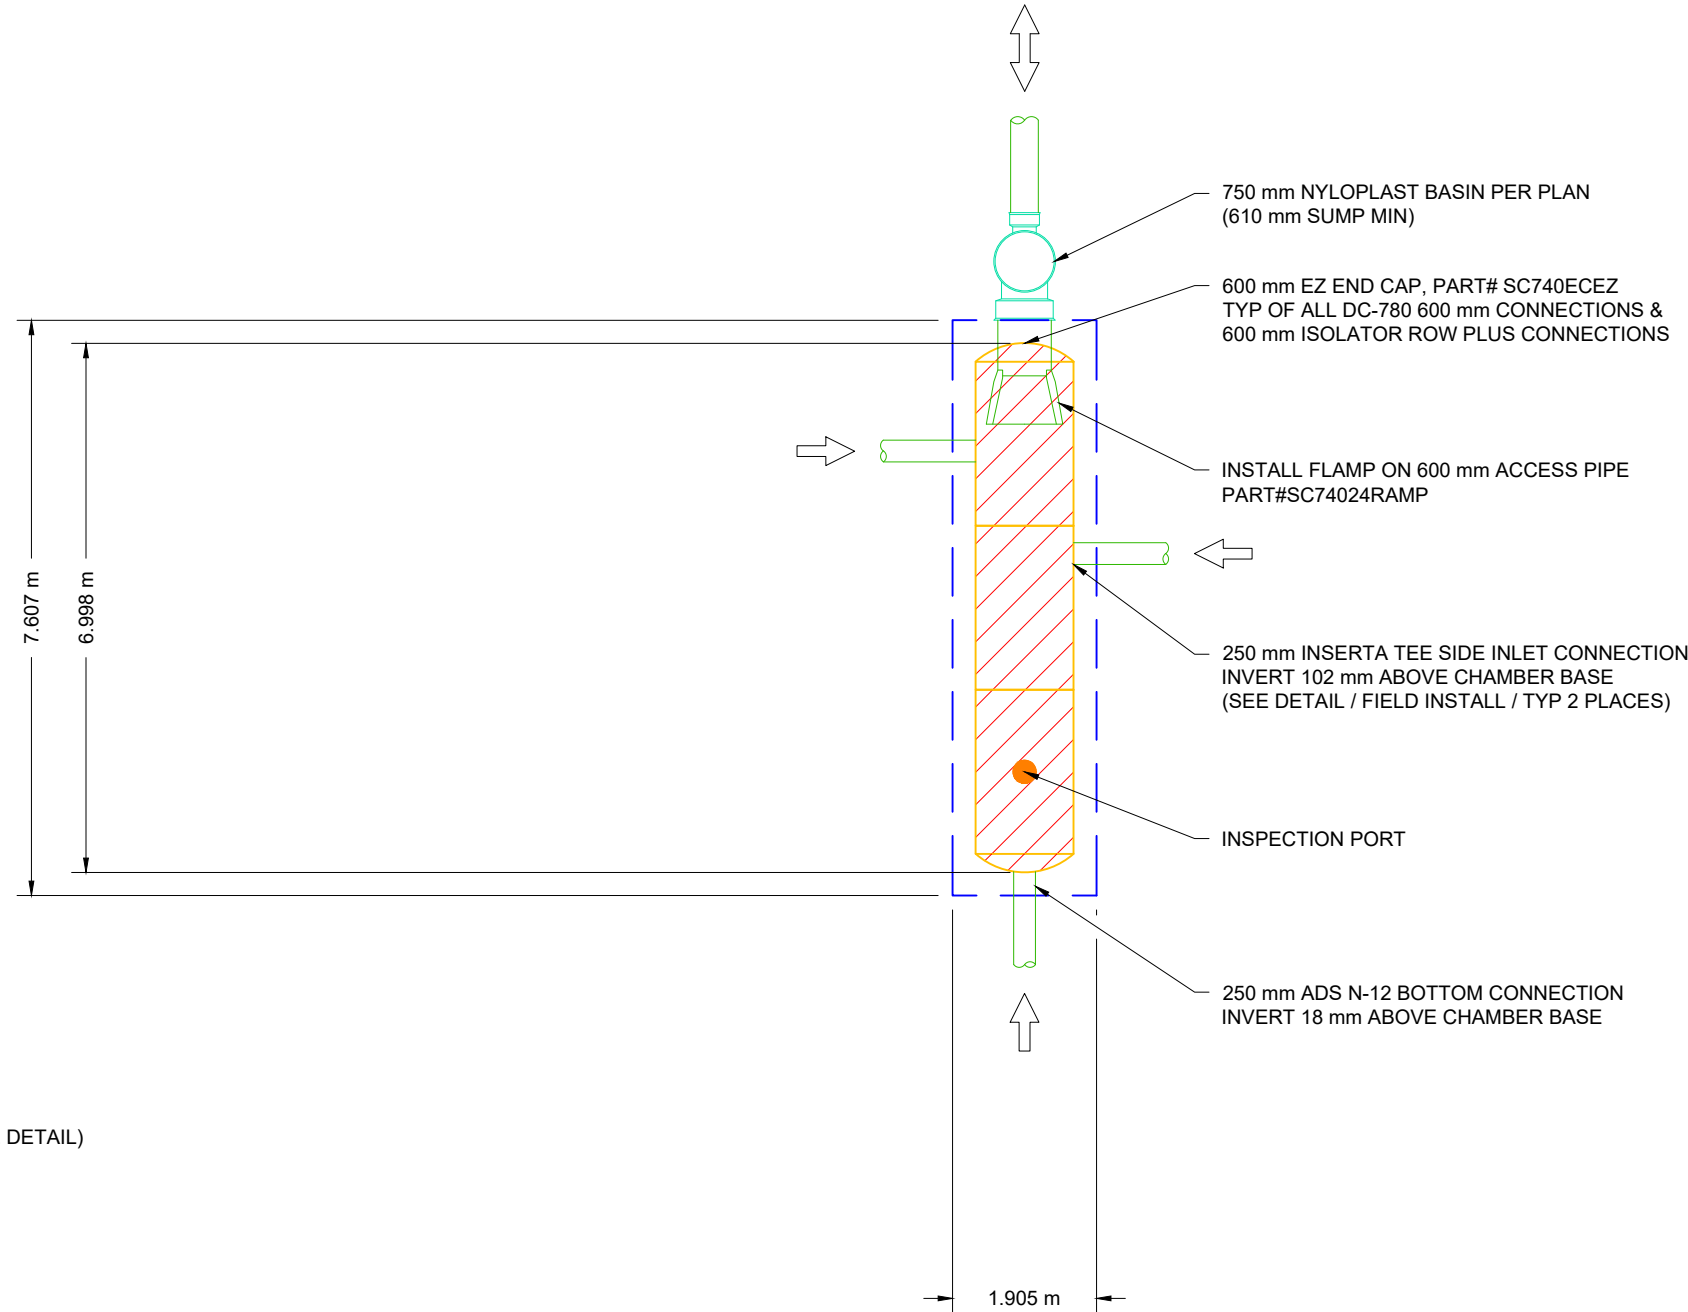 750 mm NYLOPLAST BASIN PER PLAN
(610 mm SUMP MIN)
600 mm EZ END CAP, PART# SC740ECEZ
TYP OF ALL DC-780 600 mm CONNECTIONS &
600 mm ISOLATOR ROW PLUS CONNECTIONS
INSTALL FLAMP ON 600 mm ACCESS PIPE
PART#SC74024RAMP
7.607 m
6.998 m
250 mm INSERTA TEE SIDE INLET CONNECTION
INVERT 102 mm ABOVE CHAMBER BASE
(SEE DETAIL / FIELD INSTALL / TYP 2 PLACES)
INSPECTION PORT
250 mm ADS N-12 BOTTOM CONNECTION
INVERT 18 mm ABOVE CHAMBER BASE
DETAIL)
1.905 m